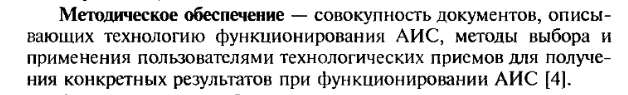 Методическое обеспечение — совокупность документов, описы-
вающих технологию функционирования АИС, методы выбора и
применения пользователями технологических приемов для получе-
ния конкретных результатов при функционировании АИС [4].